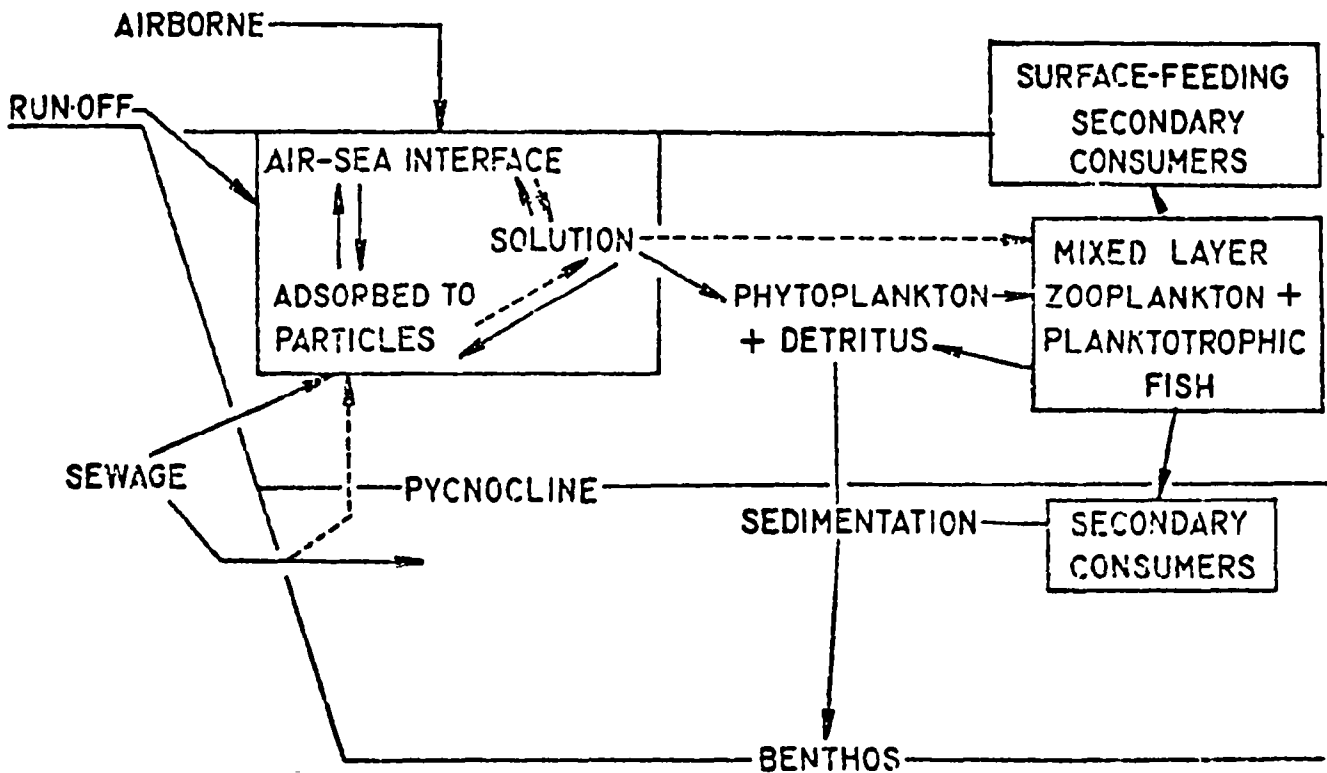 AIRBORNE
RUN-OFF
AIR-SEA INTERFACE
SOLUTION
ADSORBED TO
PARTICLES
SURFACE-FEEDING
SECONDARY
CONSUMERS
PHYTOPLANKTON
+ DETRITUS
MIXED LAYER
ZOOPLANKTON +
PLANKTOTROPHIC
FISH
SEWAGE
PYCNOCLINE
SEDIMENTATION
SECONDARY
CONSUMERS
BENTHOS